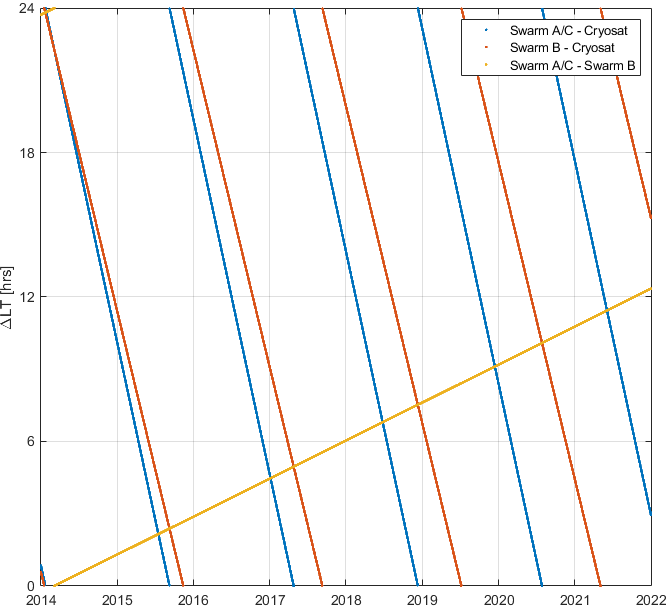 24
18
12
6
0
ΔLT [hrs]
Swarm A/C - Cryosat
Swarm B - Cryosat
Swarm A/C - Swarm B
2014 2015 2016 2017 2018 2019 2020 2021 2022